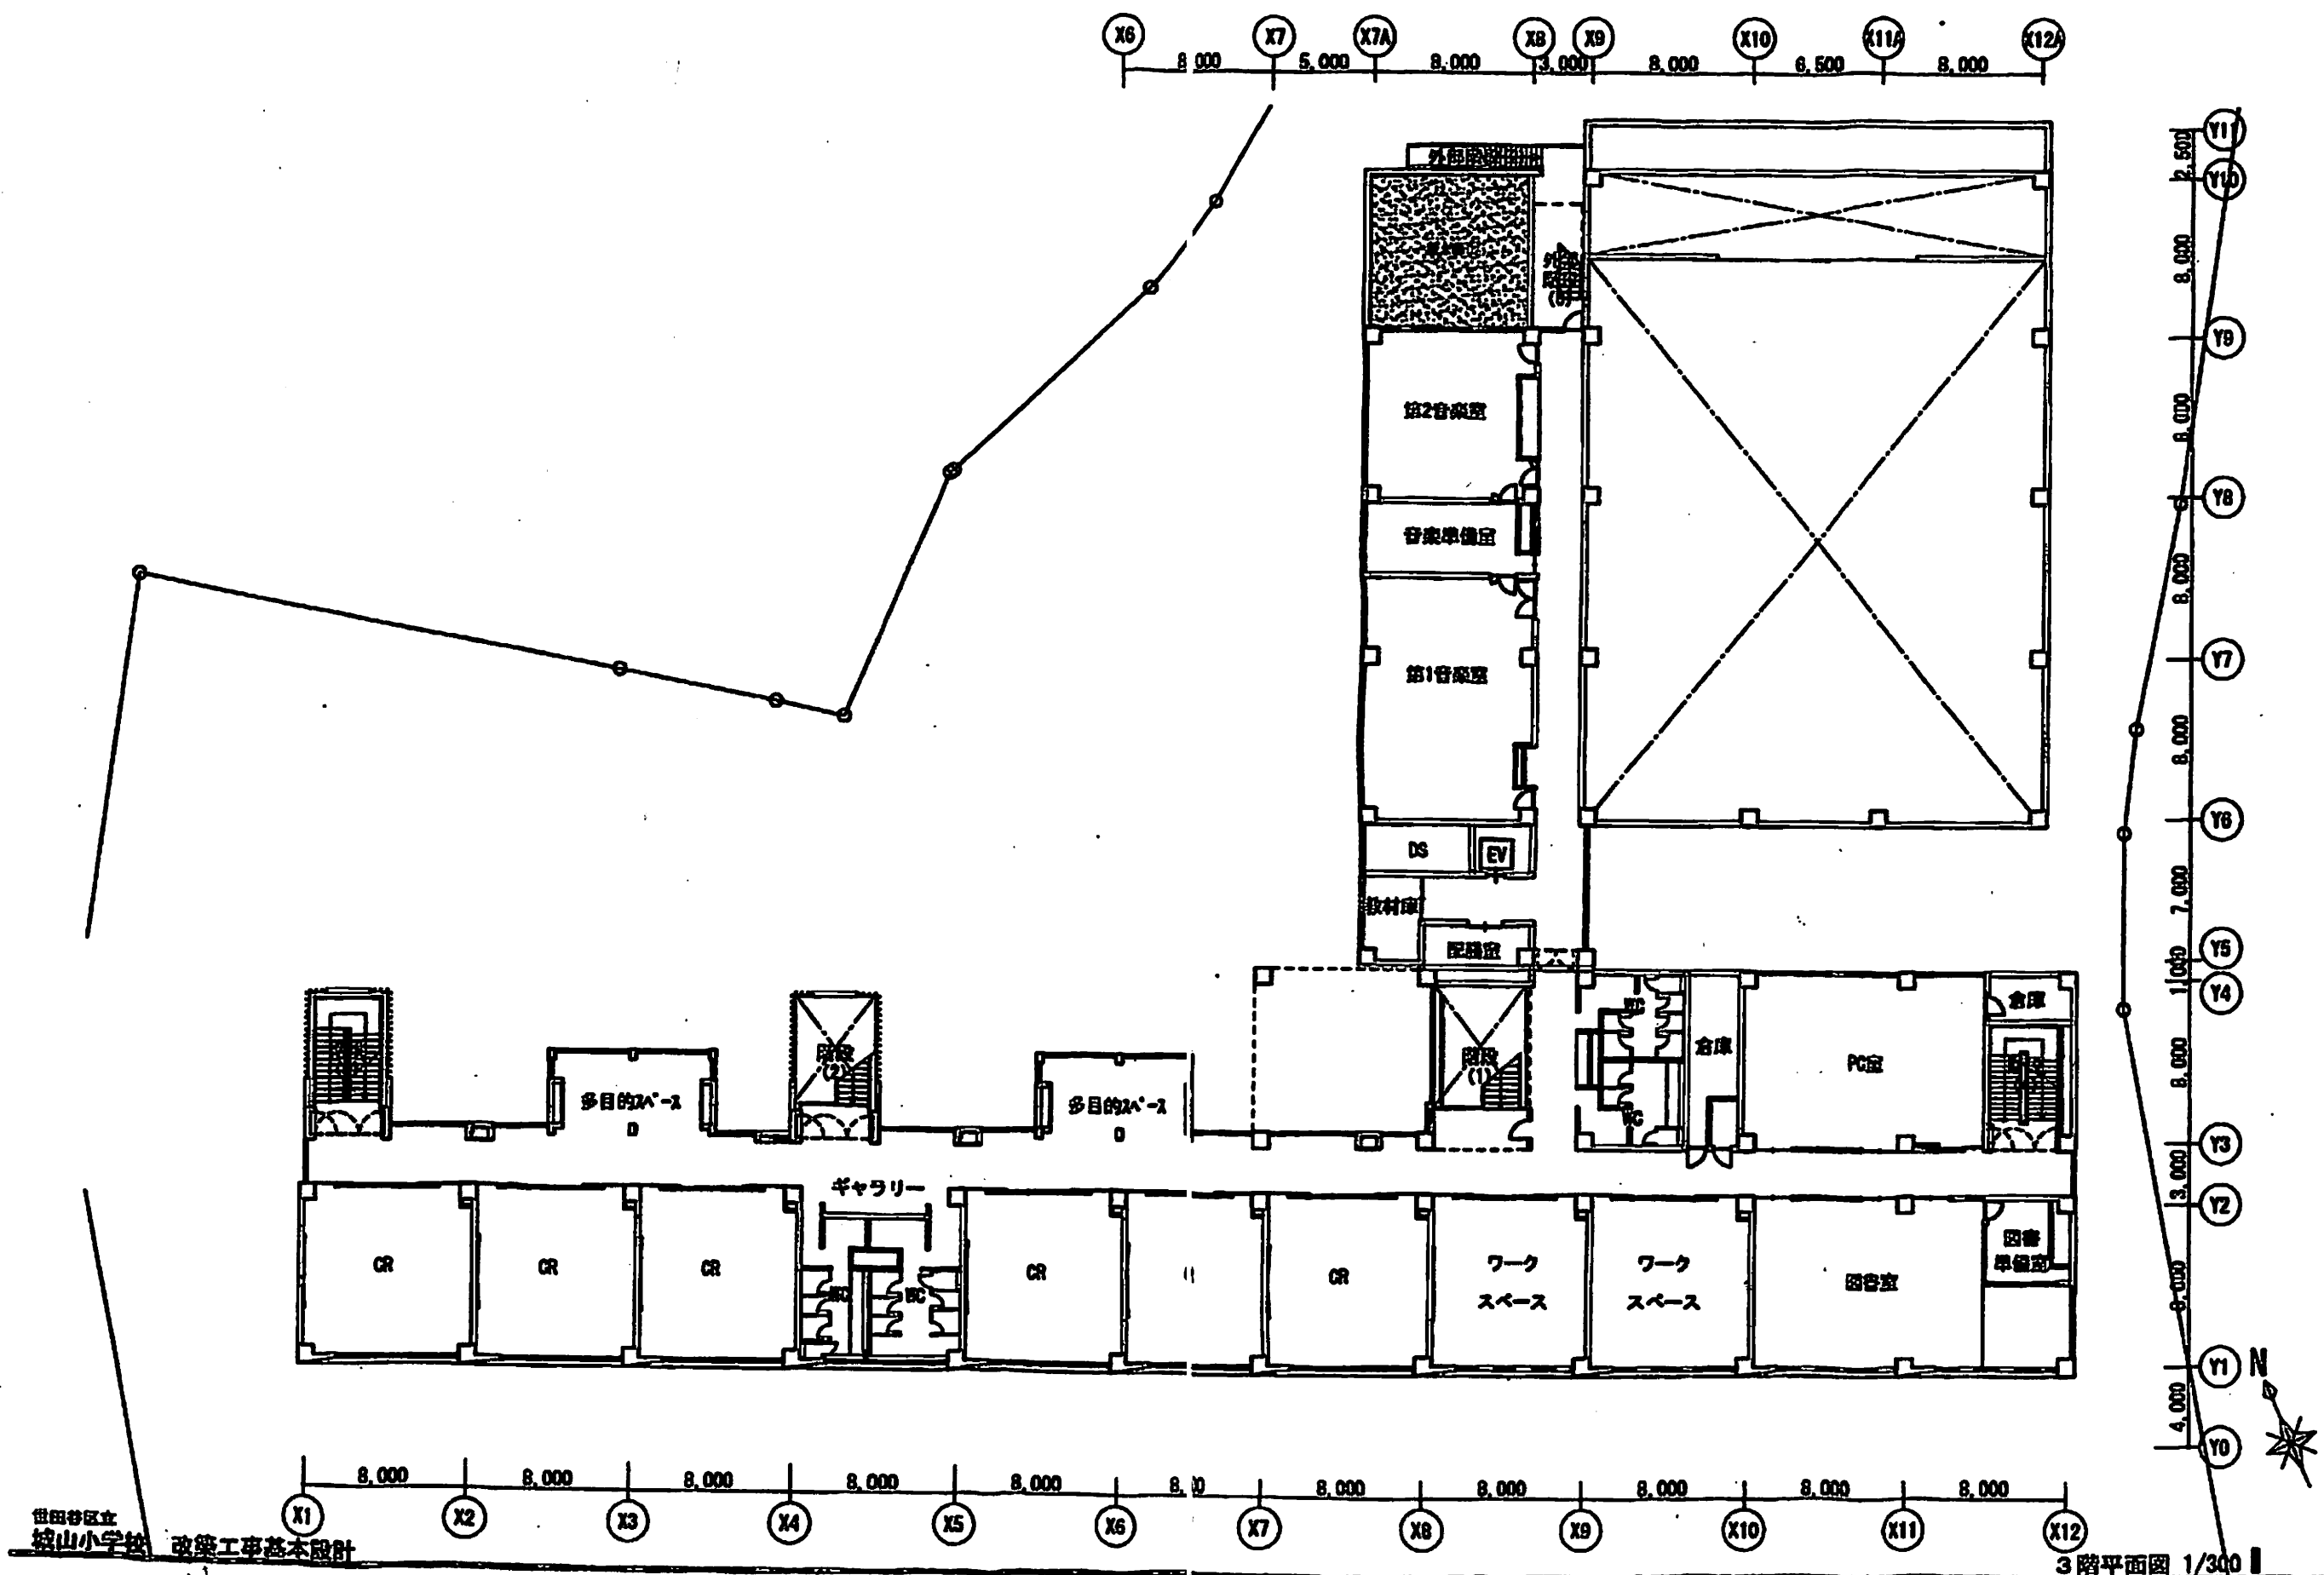 X6 X7 X7A X8 X9 X10 X11A X12A
5,000 8,000 3,000 8,000 6,500 8,000
Y11
2,500
Y10
8,000
Y9
8,000
第2音楽室
Y8
音楽準備室
8,000
Y7
第1音楽室
8,000
Y6
DS EV
7,000
教材庫
配膳室
Y5
1,000
Y4
WC 倉庫
倉庫
階段
(2)
階段
(1)
PC室
8,000
多目的スペース
多目的スペース
WC
Y3
3,000
ギャラリー
Y2
CR CR CR CR CR
ワーク
スペース
ワーク
スペース
図書室
図書
準備室
WC WC
8,000
Y1 N
4,000
Y0
8,000 8,000 8,000 8,000 8,000 8,000 8,000 8,000 8,000 8,000
X1 X2 X3 X4 X5 X6 X7 X8 X9 X10 X11 X12
世田谷区立
城山小学校 改築工事基本設計
3階平面図 1/300